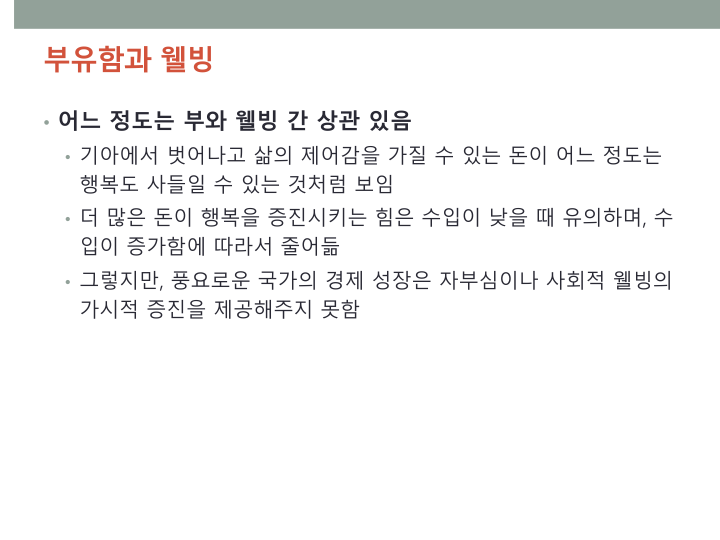 부유함과 웰빙
• 어느 정도는 부와 웰빙 간 상관 있음
• 기아에서 벗어나고 삶의 제어감을 가질 수 있는 돈이 어느 정도는
행복도 사들일 수 있는 것처럼 보임
• 더 많은 돈이 행복을 증진시키는 힘은 수입이 낮을 때 유의하며, 수
입이 증가함에 따라서 줄어듦
• 그렇지만, 풍요로운 국가의 경제 성장은 자부심이나 사회적 웰빙의
가시적 증진을 제공해주지 못함